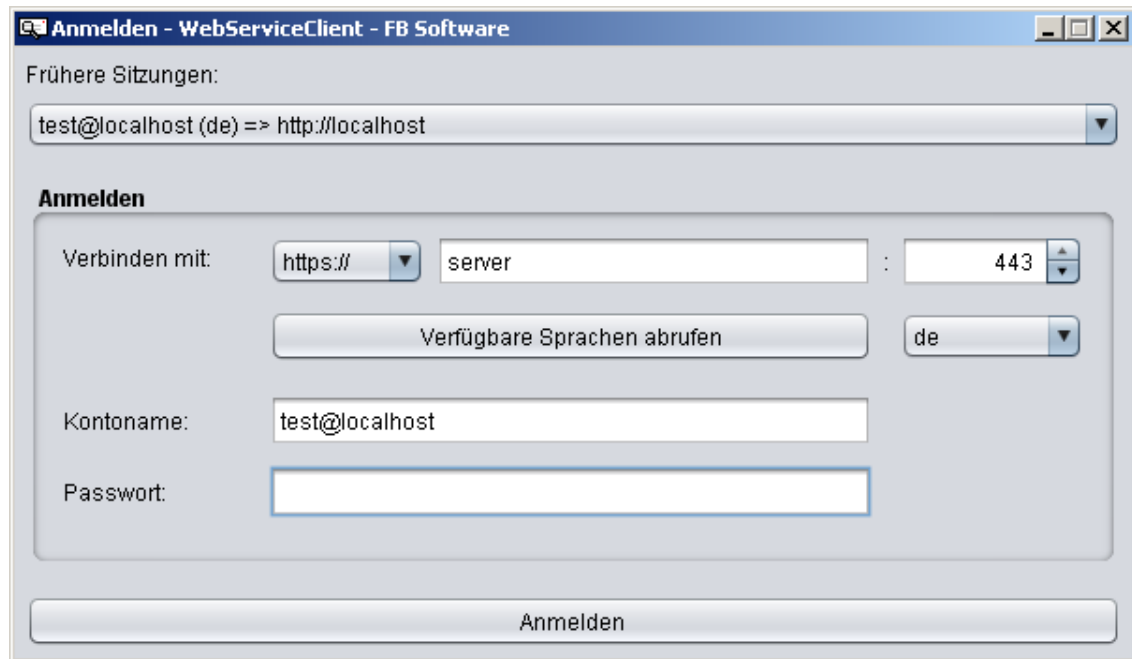 Anmelden - WebServiceClient - FB Software
Frühere Sitzungen:
test@localhost (de) => http://localhost
Anmelden
Verbinden mit: https:// server : 443
Verfügbare Sprachen abrufen de
Kontoname: test@localhost
Passwort:
Anmelden